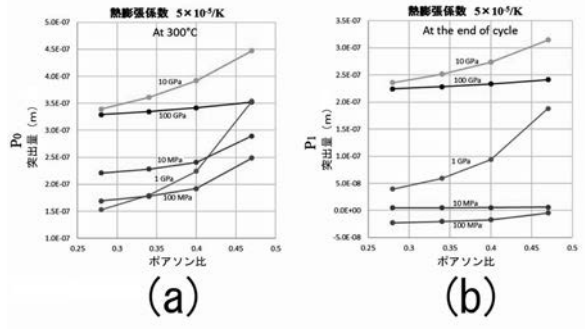 熱膨張係数 5×10⁻⁵/K
At 300°C
5.0E-07
4.5E-07
4.0E-07
3.5E-07
3.0E-07
2.5E-07
2.0E-07
1.5E-07
1.0E-07
P0
突出量（m）
10 GPa
100 GPa
10 MPa
1 GPa
100 MPa
0.25
0.3
0.35
0.4
0.45
0.5
ポアソン比
(a)
熱膨張係数 5×10⁻⁵/K
At the end of cycle
3.5E-07
3.0E-07
2.5E-07
2.0E-07
1.5E-07
1.0E-07
5.0E-08
0.0E+00
-5.0E-08
P1
突出量（m）
10 GPa
100 GPa
1 GPa
10 MPa
100 MPa
0.25
0.3
0.35
0.4
0.45
0.5
ポアソン比
(b)